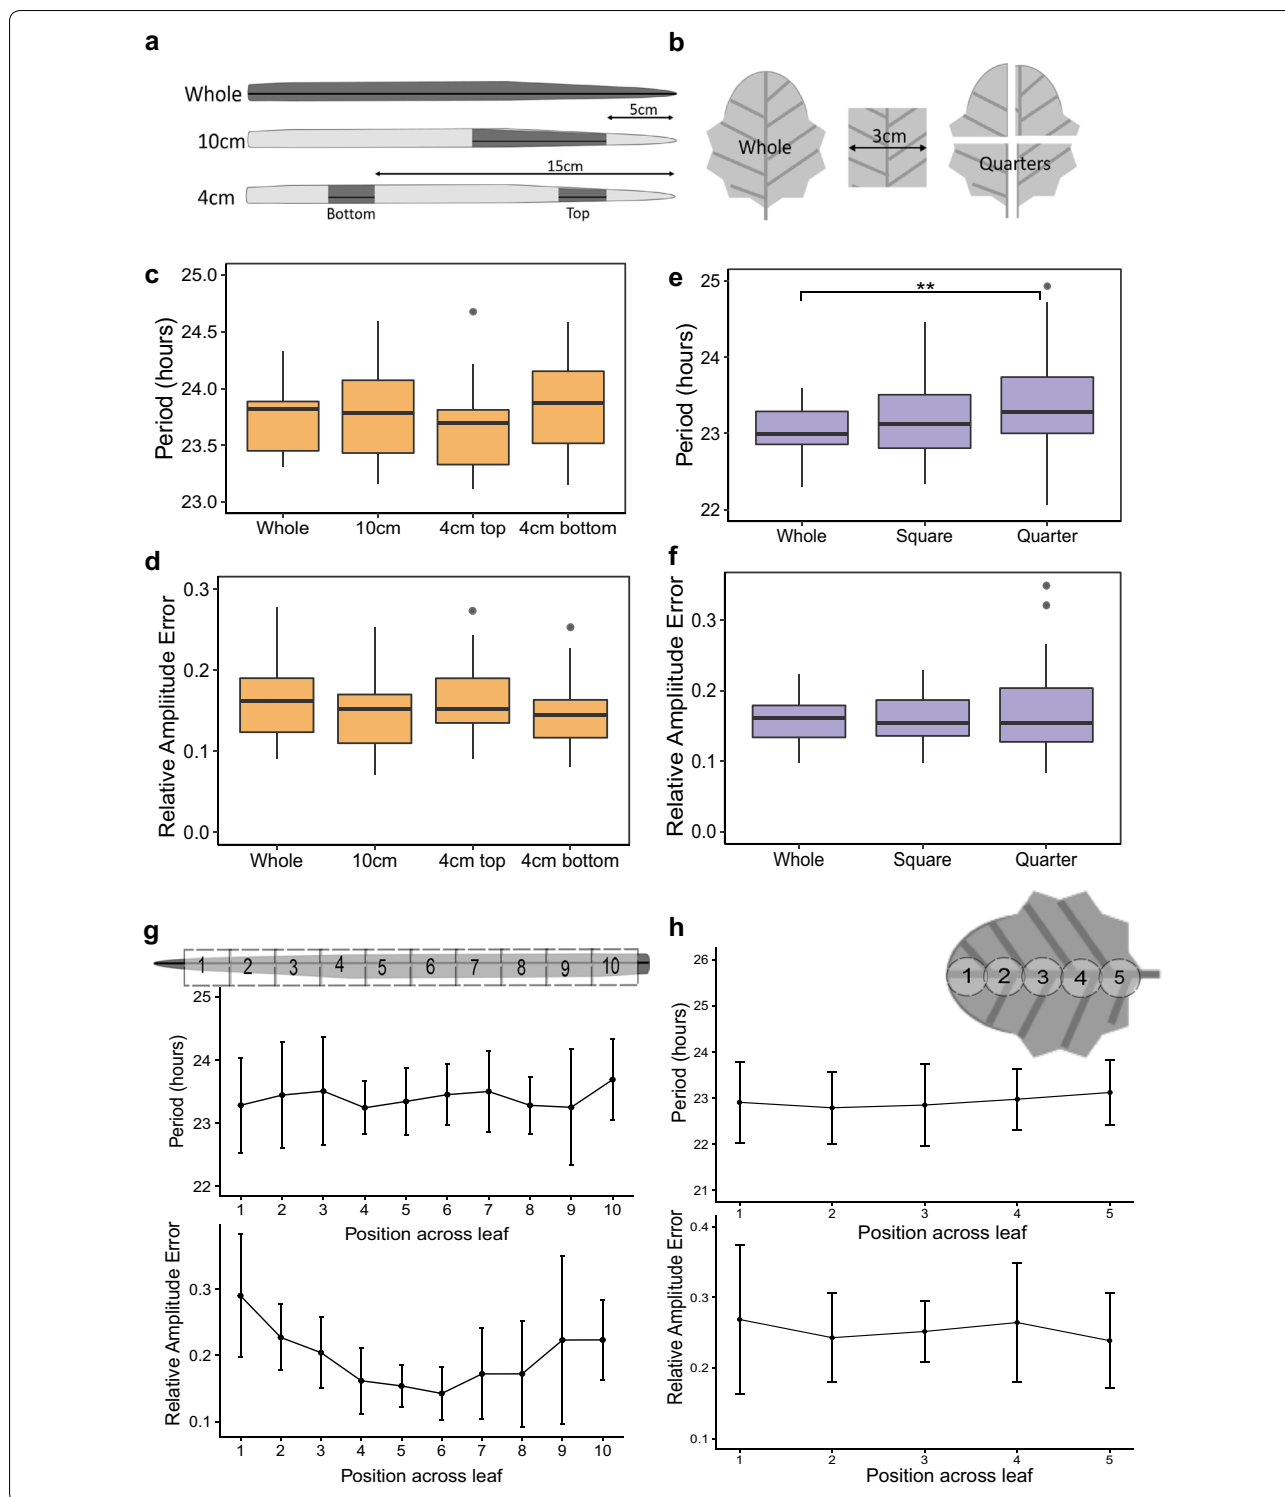 a
Whole
5cm
10cm
15cm
4cm
Bottom
Top
b
Whole
3cm
Quarters
c
Period (hours)
25.0
24.5
24.0
23.5
23.0
Whole 10cm 4cm top 4cm bottom
e
Period (hours)
25
24
23
22
**
Whole Square Quarter
d
Relative Ampliitude Error
0.3
0.2
0.1
0.0
Whole 10cm 4cm top 4cm bottom
f
Relative Ampliitude Error
0.3
0.2
0.1
0.0
Whole Square Quarter
g
1 2 3 4 5 6 7 8 9 10
Period (hours)
25
24
23
22
1 2 3 4 5 6 7 8 9 10
Position across leaf
Relative Amplitude Error
0.3
0.2
0.1
1 2 3 4 5 6 7 8 9 10
Position across leaf
h
1 2 3 4 5
Period (hours)
26
25
24
23
22
21
1 2 3 4 5
Position across leaf
Relative Amplitude Error
0.4
0.3
0.2
0.1
1 2 3 4 5
Position across leaf